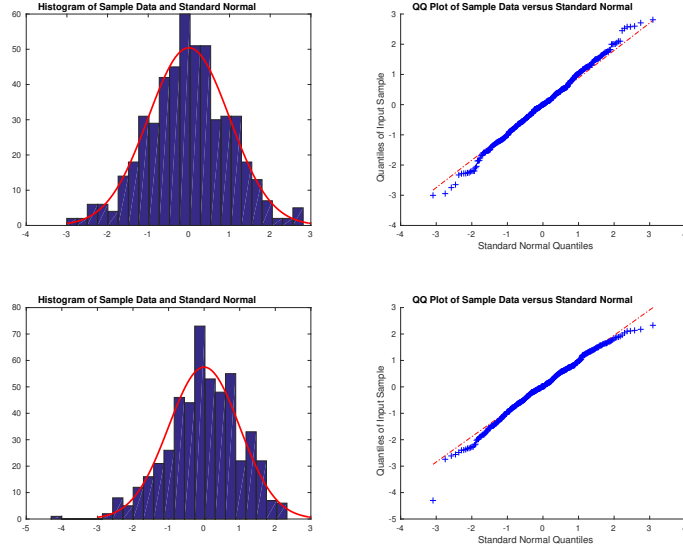 Histogram of Sample Data and Standard Normal
60
50
40
30
20
10
0
-4 -3 -2 -1 0 1 2 3
QQ Plot of Sample Data versus Standard Normal
Quantiles of Input Sample
3
2
1
0
-1
-2
-3
-4
-4 -3 -2 -1 0 1 2 3 4
Standard Normal Quantiles
Histogram of Sample Data and Standard Normal
80
70
60
50
40
30
20
10
0
-5 -4 -3 -2 -1 0 1 2 3
QQ Plot of Sample Data versus Standard Normal
Quantiles of Input Sample
3
2
1
0
-1
-2
-3
-4
-5
-4 -3 -2 -1 0 1 2 3 4
Standard Normal Quantiles